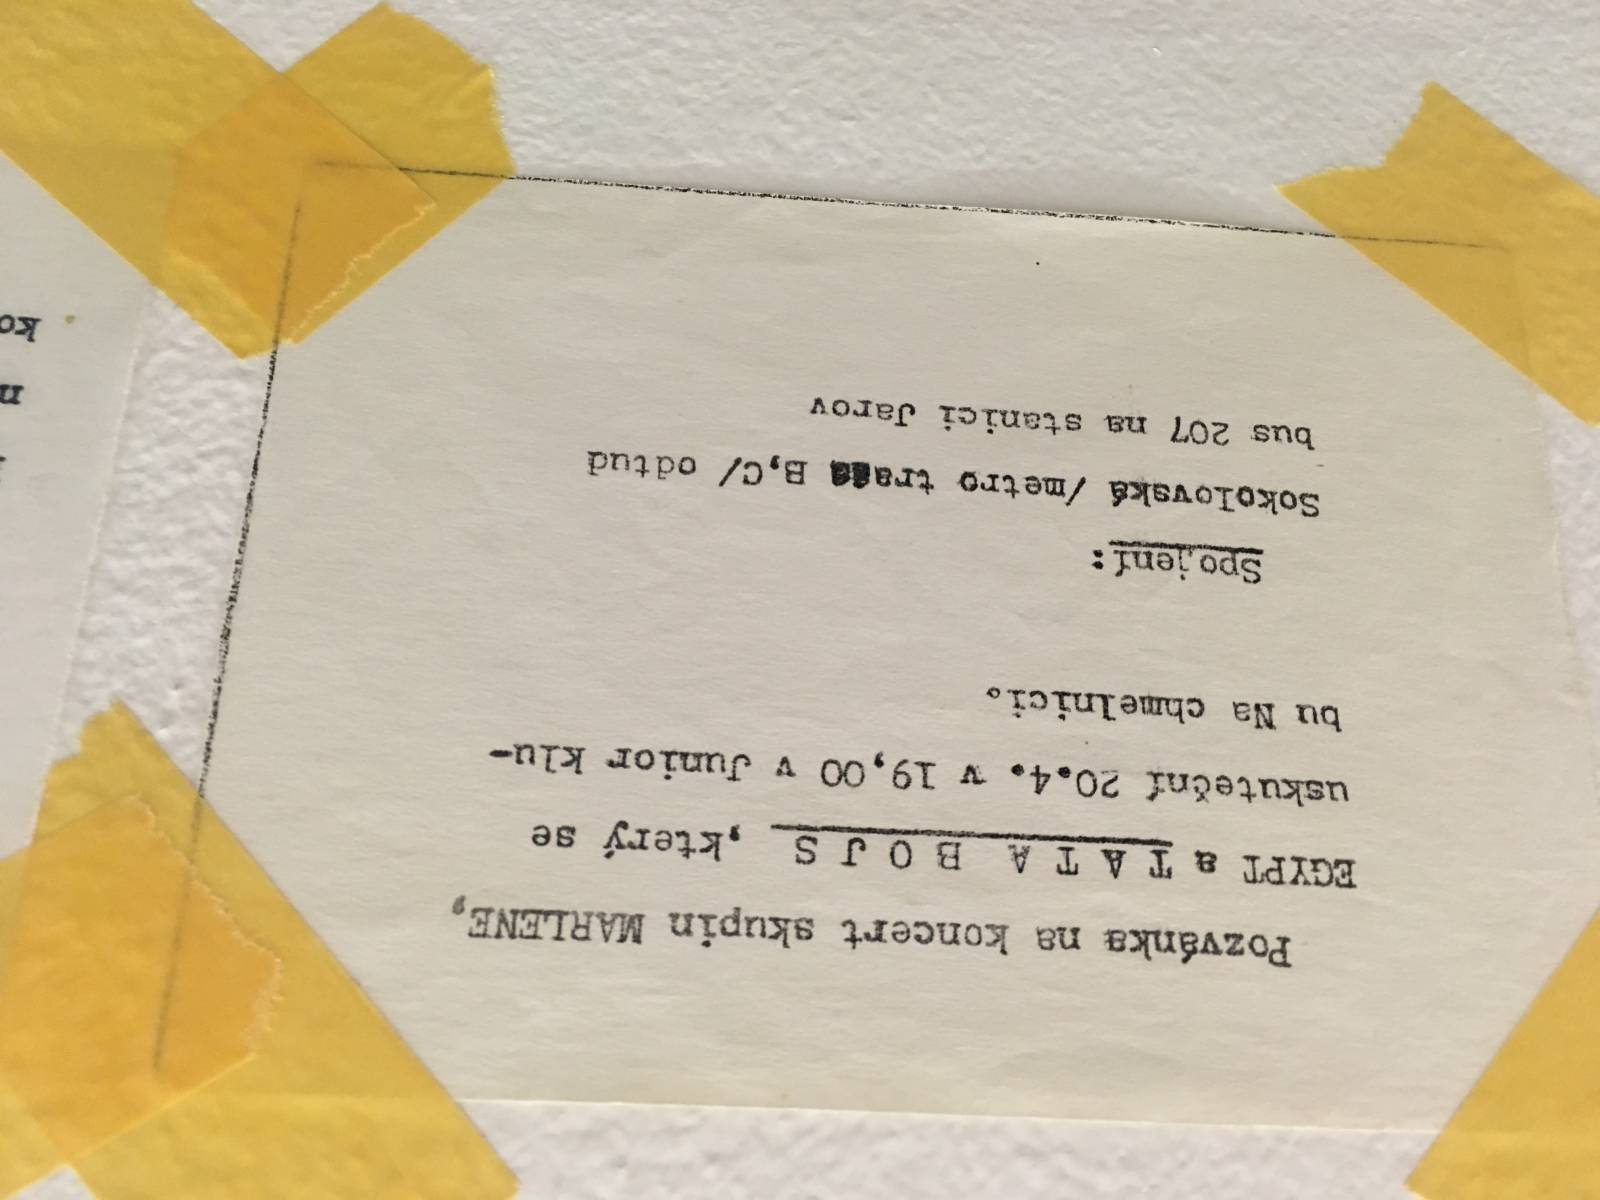 Pozvánka na koncert skupin MARLENE,
EGYPT a T A T A B O J S ,který se
uskuteční 20.4. v 19,00 v Junior klu-
bu Na chmelnici.
Spojení:
Sokolovská /metro trasa B,C/ odtud
bus 207 na stanici Jarov
ko
n